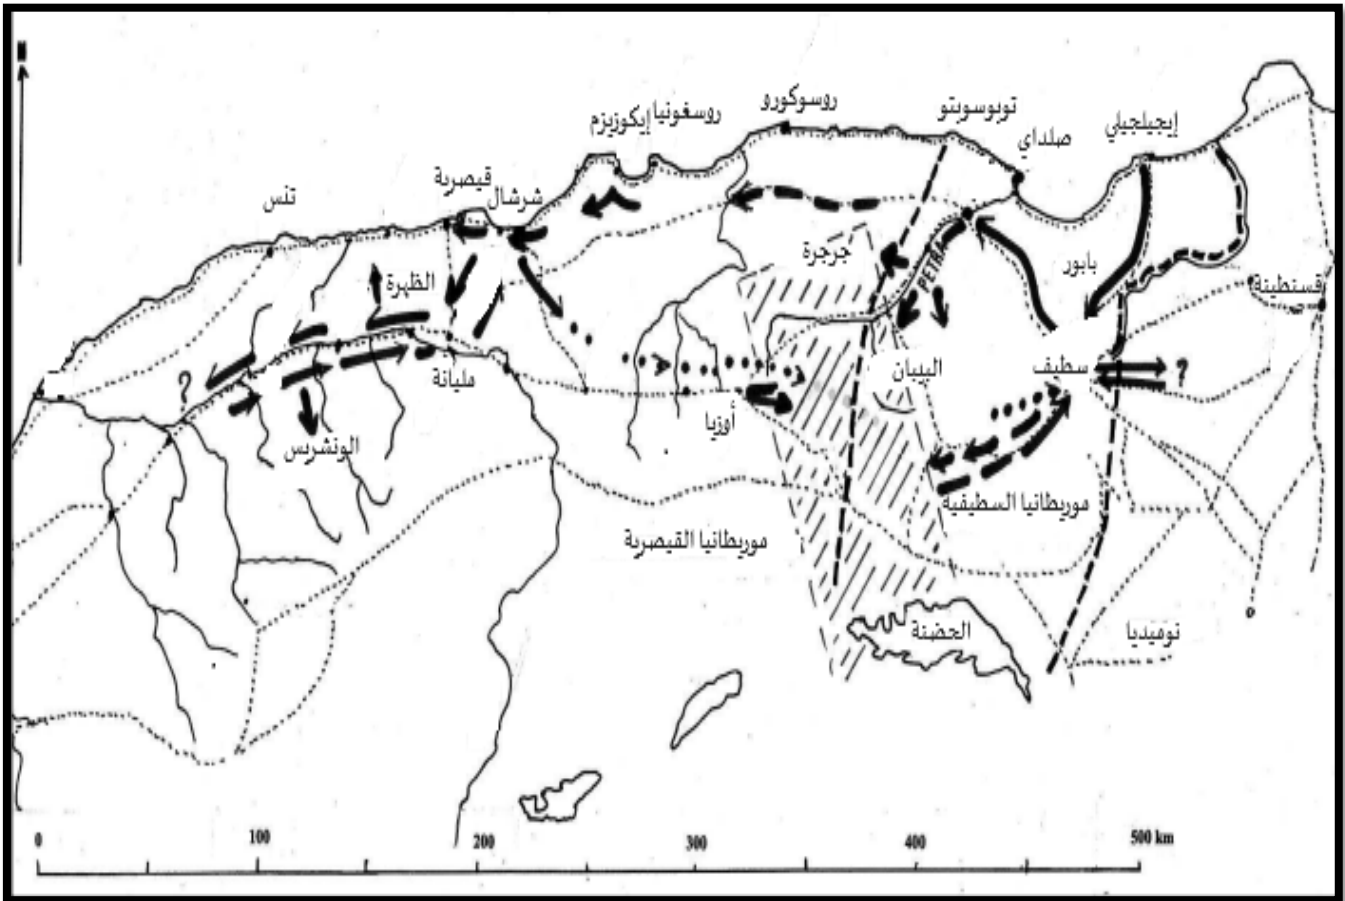 إيجيلجيلي
توبوسوبتو
روسوكورو
روسغونيا
إيكوزيزم
صلداي
قيصرية
شرشال
تنس
جرجرة
بابور
PETRA
الظهرة
قسنطينة
مليانة
البيبان
سطيف
?
?
أوزيا
الونشريس
موريطانيا السطيفية
موريطانيا القيصرية
الحضنة
نوميديا
0
100
200
300
400
500 km